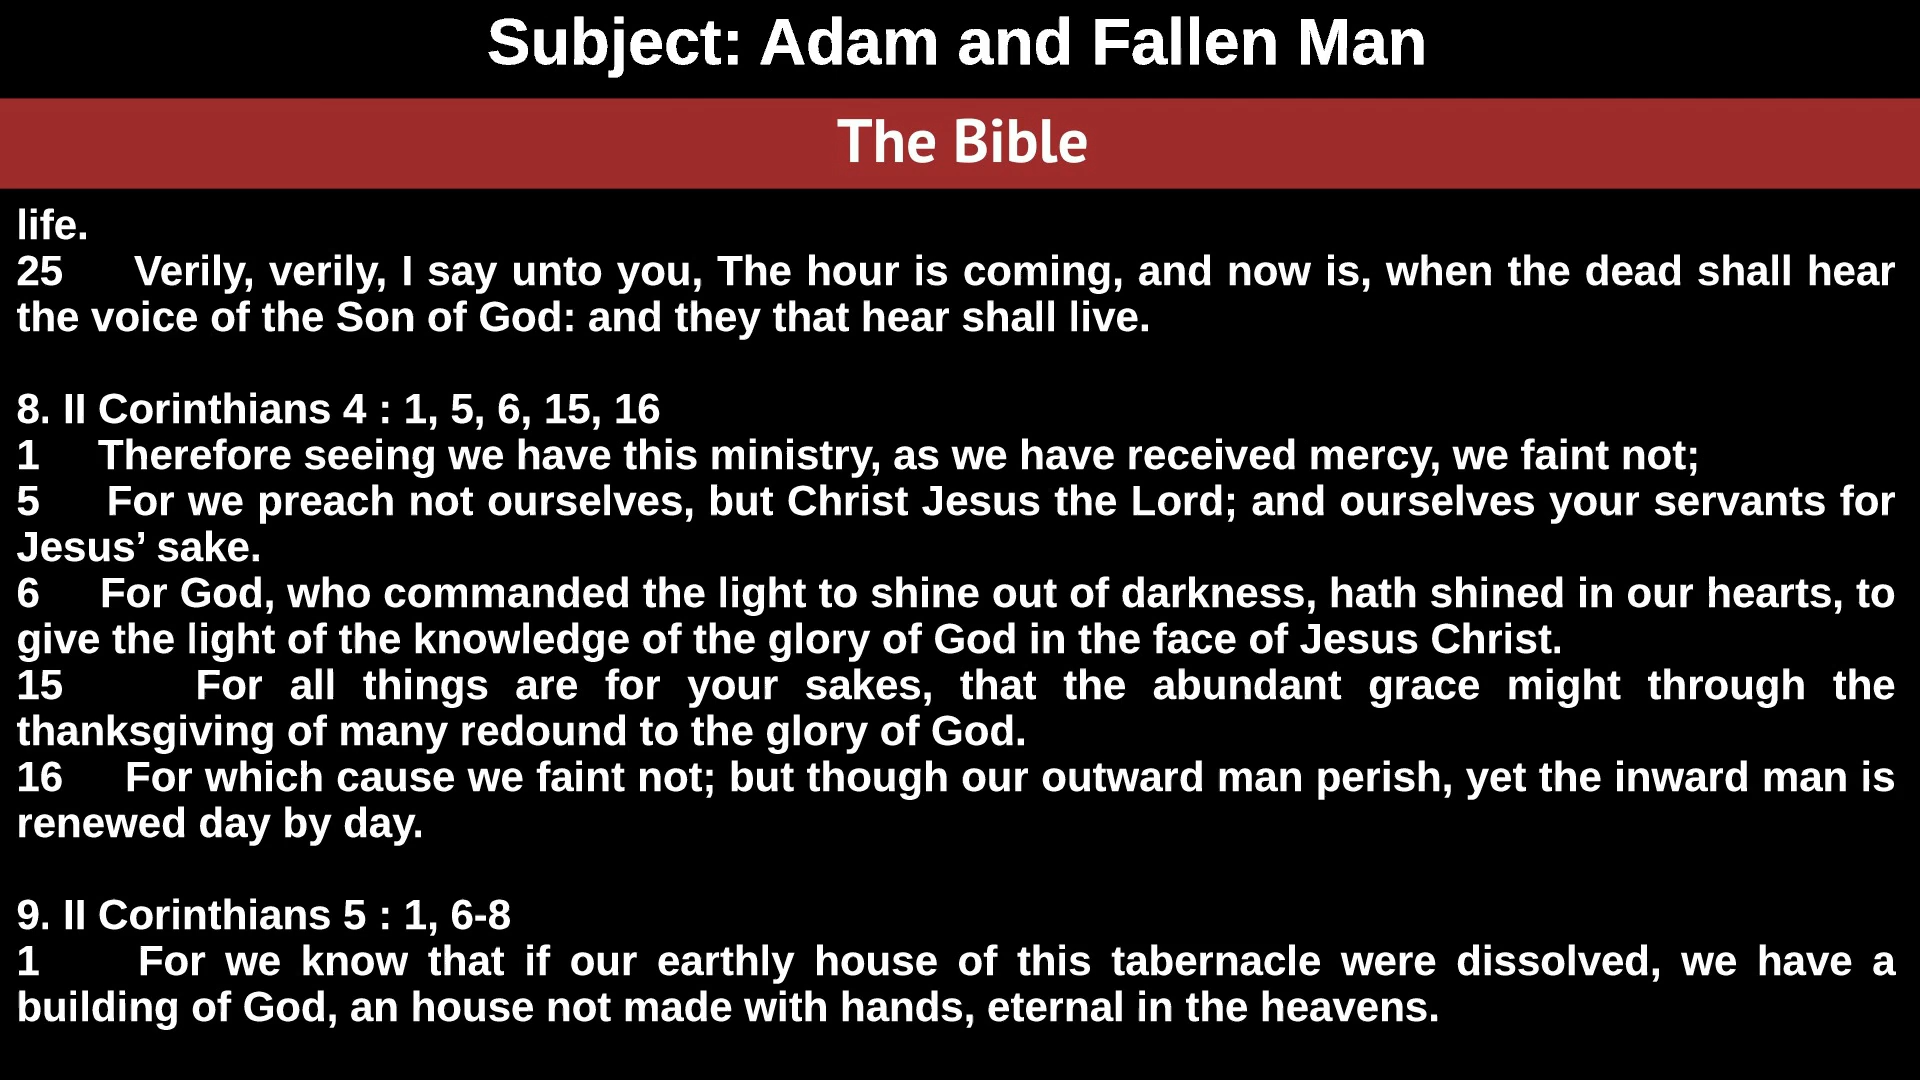 Subject: Adam and Fallen Man
The Bible
life.
25 Verily, verily, I say unto you, The hour is coming, and now is, when the dead shall hear
the voice of the Son of God: and they that hear shall live.
8. II Corinthians 4 : 1, 5, 6, 15, 16
1 Therefore seeing we have this ministry, as we have received mercy, we faint not;
5 For we preach not ourselves, but Christ Jesus the Lord; and ourselves your servants for
Jesus’ sake.
6 For God, who commanded the light to shine out of darkness, hath shined in our hearts, to
give the light of the knowledge of the glory of God in the face of Jesus Christ.
15 For all things are for your sakes, that the abundant grace might through the
thanksgiving of many redound to the glory of God.
16 For which cause we faint not; but though our outward man perish, yet the inward man is
renewed day by day.
9. II Corinthians 5 : 1, 6-8
1 For we know that if our earthly house of this tabernacle were dissolved, we have a
building of God, an house not made with hands, eternal in the heavens.